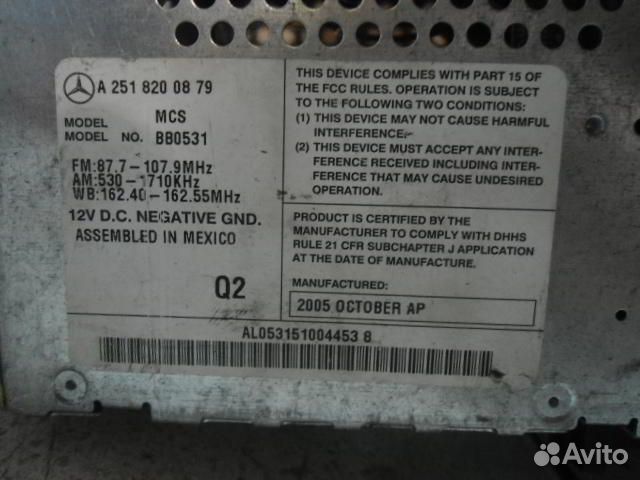 A 251 820 08 79
MODEL MCS
MODEL NO. BB0531
FM:87.7-107.9MHz
AM:530-1710KHz
WB:162.40-162.55MHz
12V D.C. NEGATIVE GND.
ASSEMBLED IN MEXICO
Q2
THIS DEVICE COMPLIES WITH PART 15 OF
THE FCC RULES. OPERATION IS SUBJECT
TO THE FOLLOWING TWO CONDITIONS:
(1) THIS DEVICE MAY NOT CAUSE HARMFUL
INTERFERENCE,
(2) THIS DEVICE MUST ACCEPT ANY INTER-
FERENCE RECEIVED INCLUDING INTER-
FERENCE THAT MAY CAUSE UNDESIRED
OPERATION.
PRODUCT IS CERTIFIED BY THE
MANUFACTURER TO COMPLY WITH DHHS
RULE 21 CFR SUBCHAPTER J APPLICATION
AT THE DATE OF MANUFACTURE.
MANUFACTURED:
2005 OCTOBER AP
AL053151004453 8
Avito